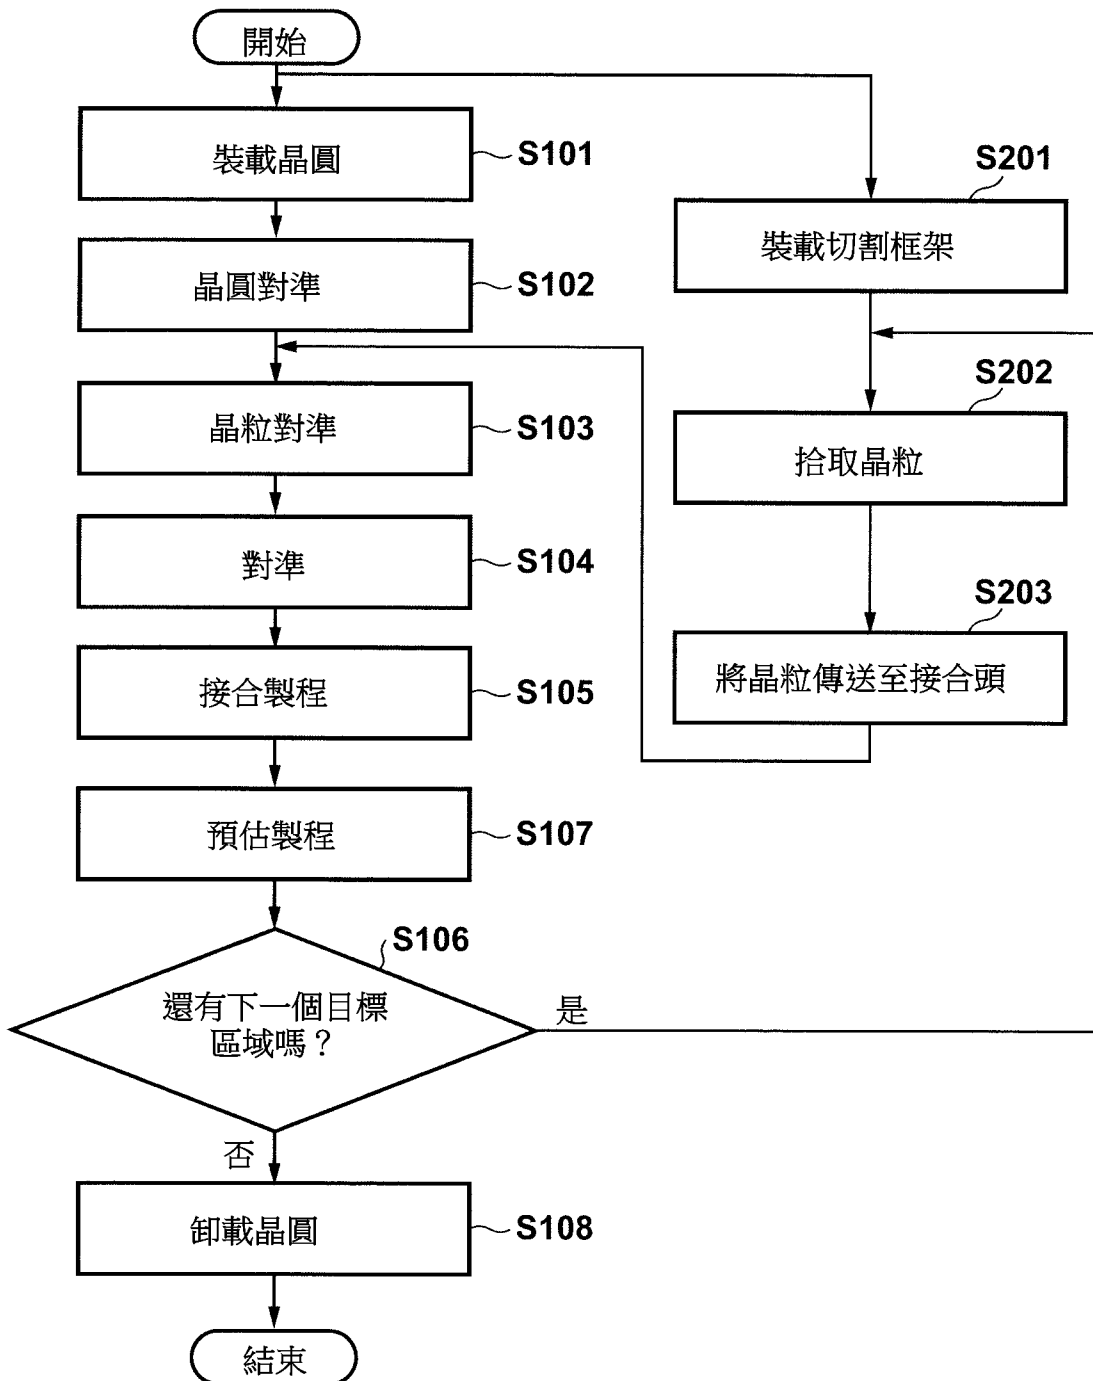 開始
裝載晶圓
S101
S201
裝載切割框架
晶圓對準
S102
S202
晶粒對準
S103
拾取晶粒
對準
S104
S203
將晶粒傳送至接合頭
接合製程
S105
預估製程
S107
S106
還有下一個目標
區域嗎？
是
否
卸載晶圓
S108
結束